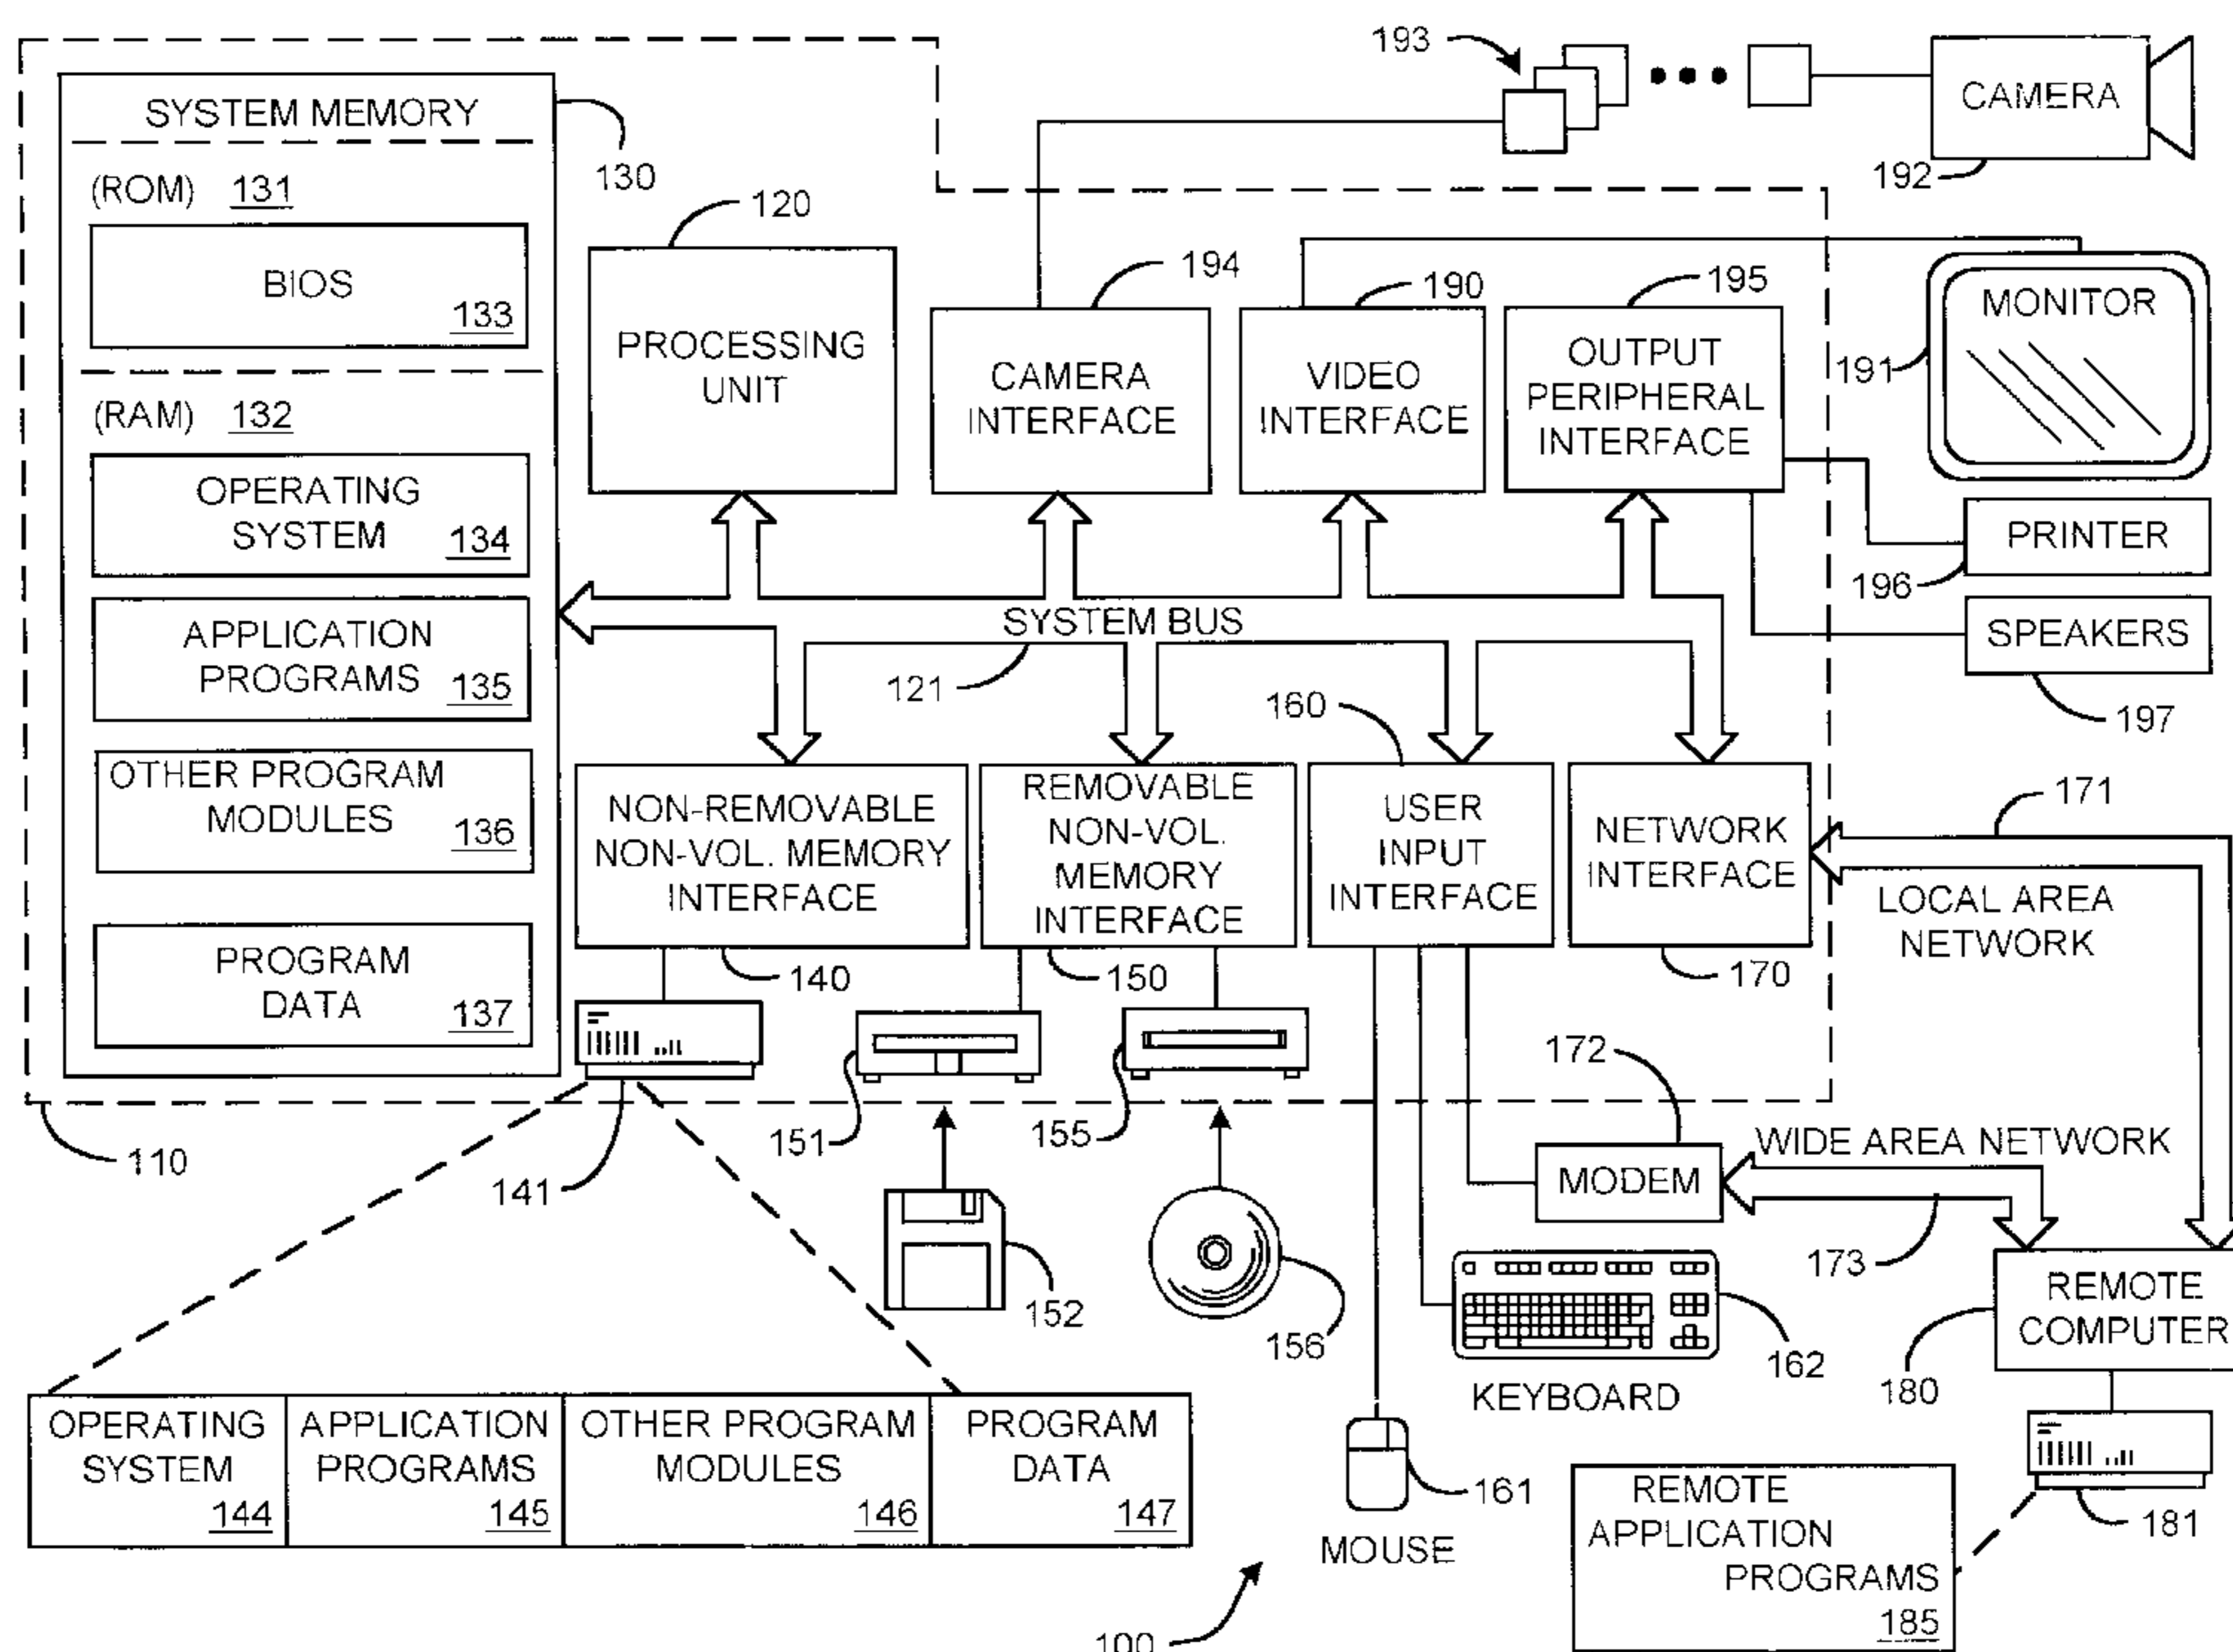 193
CAMERA
192
SYSTEM MEMORY
130
(ROM) 131
BIOS
133
120
PROCESSING
UNIT
194
CAMERA
INTERFACE
190
VIDEO
INTERFACE
195
OUTPUT
PERIPHERAL
INTERFACE
MONITOR
191
(RAM) 132
OPERATING
SYSTEM
134
PRINTER
196
SPEAKERS
197
SYSTEM BUS
121
APPLICATION
PROGRAMS
135
OTHER PROGRAM
MODULES
136
PROGRAM
DATA
137
NON-REMOVABLE
NON-VOL. MEMORY
INTERFACE
140
REMOVABLE
NON-VOL.
MEMORY
INTERFACE
150
160
USER
INPUT
INTERFACE
NETWORK
INTERFACE
170
171
LOCAL AREA
NETWORK
110
141
151
152
155
156
172
MODEM
WIDE AREA NETWORK
173
REMOTE
COMPUTER
180
162
KEYBOARD
161
MOUSE
181
OPERATING
SYSTEM
144
APPLICATION
PROGRAMS
145
OTHER PROGRAM
MODULES
146
PROGRAM
DATA
147
REMOTE
APPLICATION
PROGRAMS
185
100